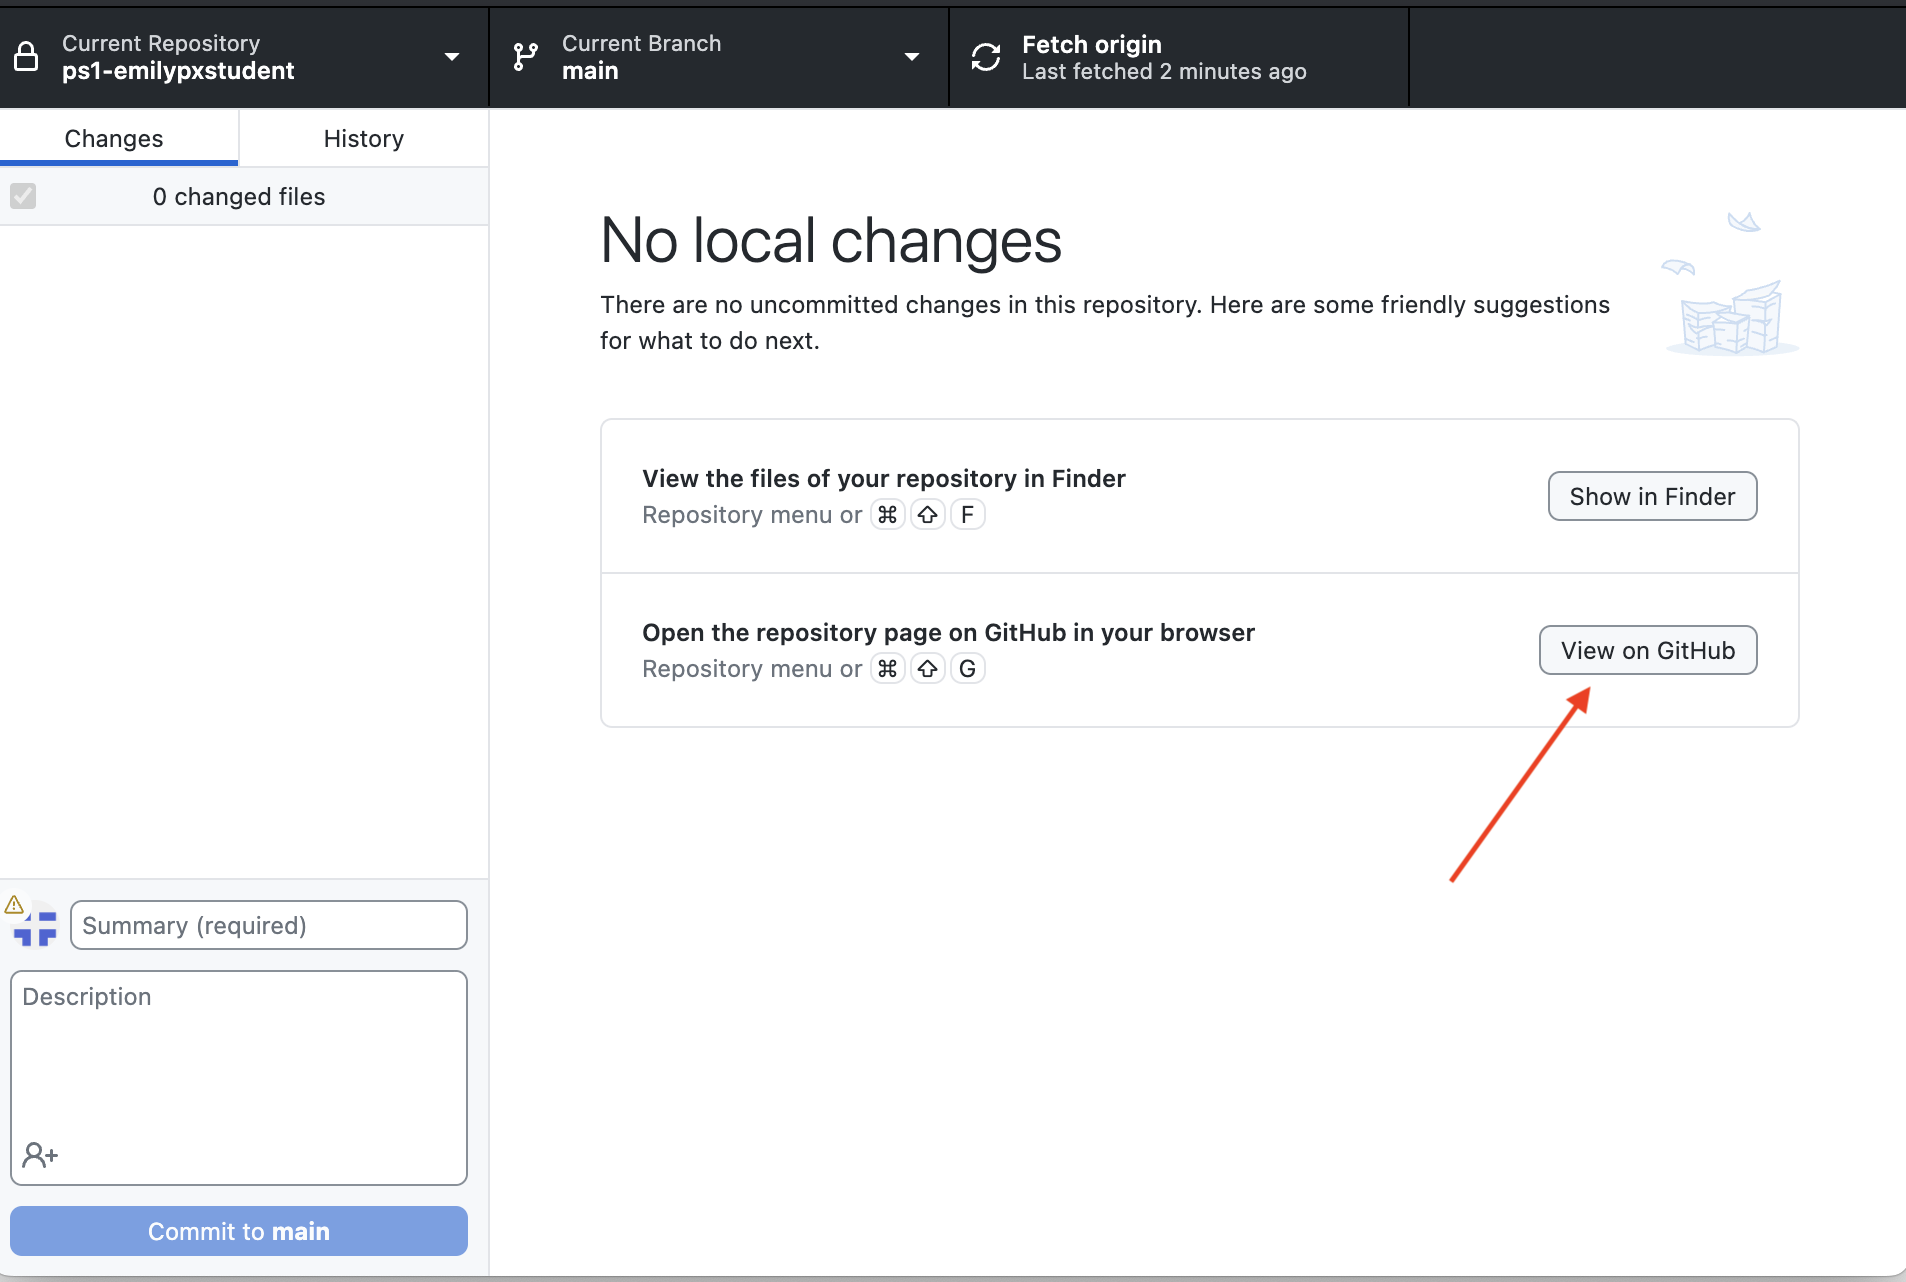 Current Repository
ps1-emilypxstudent
Current Branch
main
Fetch origin
Last fetched 2 minutes ago
Changes
History
0 changed files
No local changes
There are no uncommitted changes in this repository. Here are some friendly suggestions
for what to do next.
View the files of your repository in Finder
Repository menu or ⌘ ⇧ F
Show in Finder
Open the repository page on GitHub in your browser
Repository menu or ⌘ ⇧ G
View on GitHub
Summary (required)
Description
Commit to main